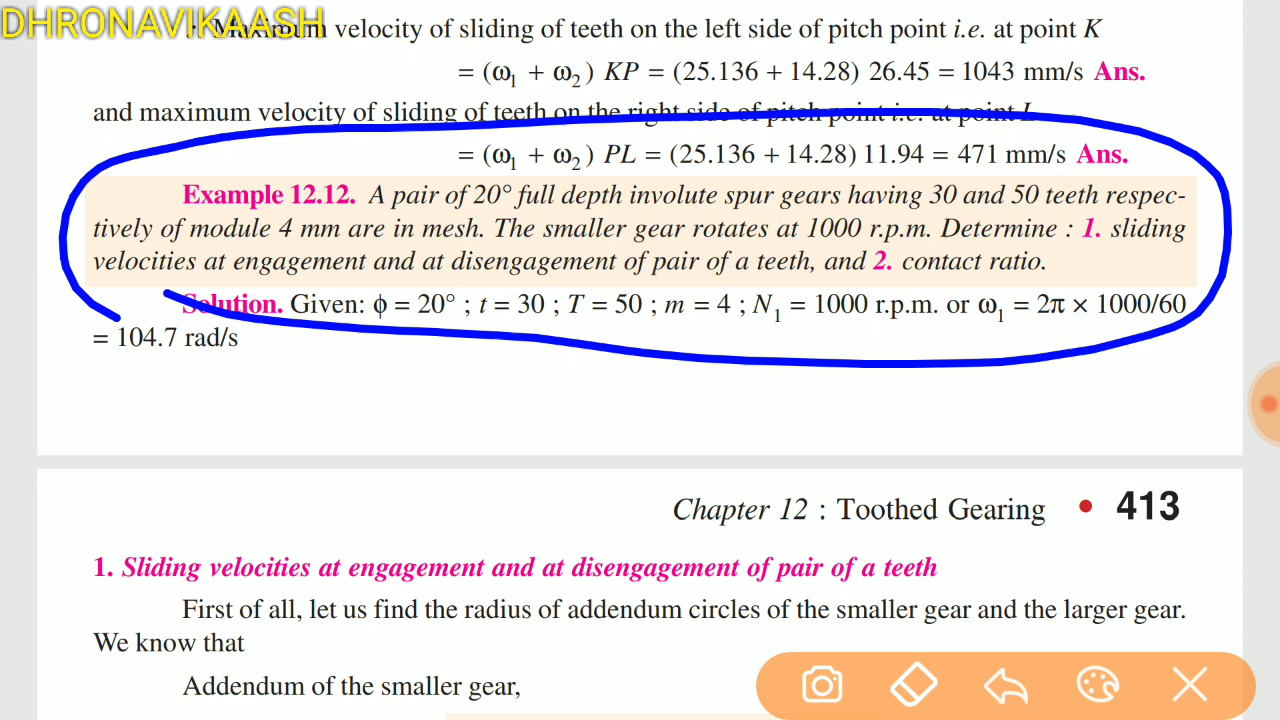 DHRONAVIKAASH
∴ Maximum velocity of sliding of teeth on the left side of pitch point i.e. at point K
= (ω₁ + ω₂) KP = (25.136 + 14.28) 26.45 = 1043 mm/s Ans.
and maximum velocity of sliding of teeth on the right side of pitch point i.e. at point L
= (ω₁ + ω₂) PL = (25.136 + 14.28) 11.94 = 471 mm/s Ans.
Example 12.12. A pair of 20° full depth involute spur gears having 30 and 50 teeth respec-
tively of module 4 mm are in mesh. The smaller gear rotates at 1000 r.p.m. Determine : 1. sliding
velocities at engagement and at disengagement of pair of a teeth, and 2. contact ratio.
Solution. Given: ϕ = 20° ; t = 30 ; T = 50 ; m = 4 ; N₁ = 1000 r.p.m. or ω₁ = 2π × 1000/60
= 104.7 rad/s
Chapter 12 : Toothed Gearing • 413
1. Sliding velocities at engagement and at disengagement of pair of a teeth
First of all, let us find the radius of addendum circles of the smaller gear and the larger gear.
We know that
Addendum of the smaller gear,